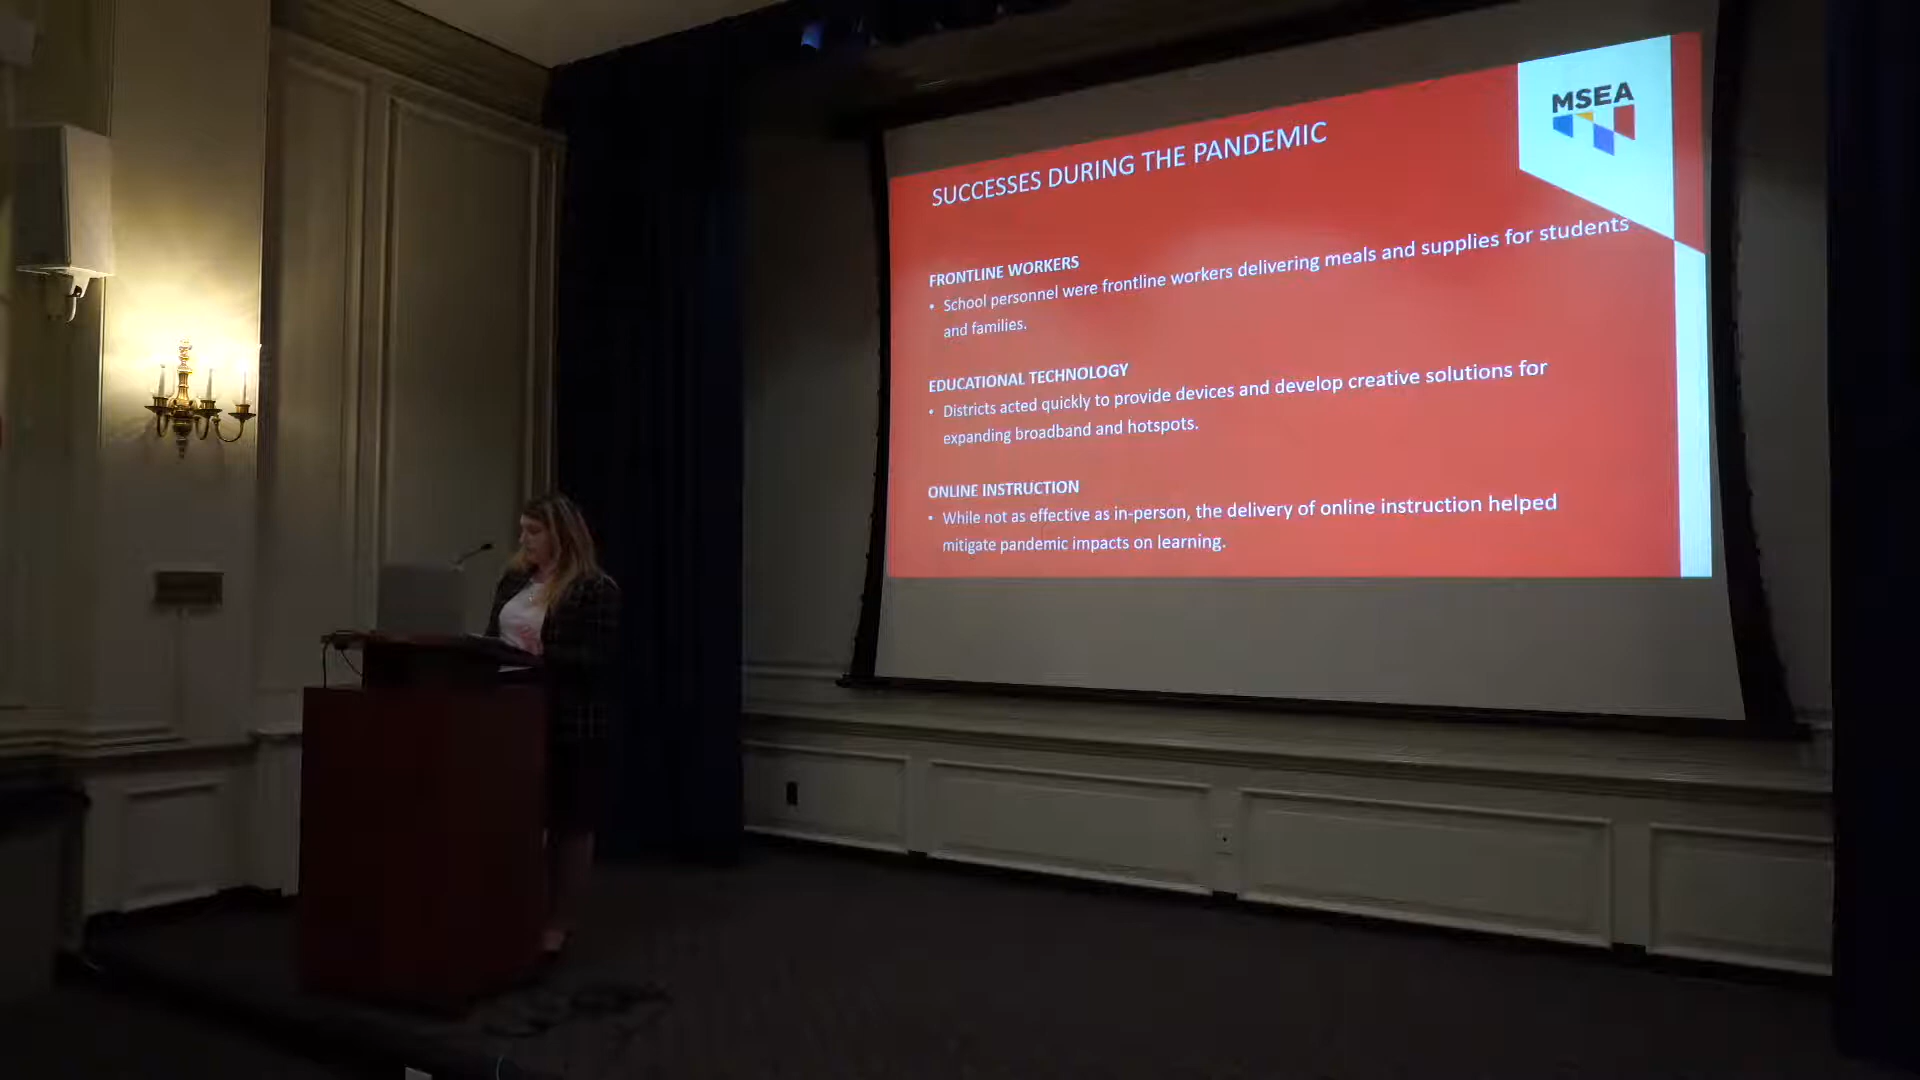 MSEA
SUCCESSES DURING THE PANDEMIC
FRONTLINE WORKERS
• School personnel were frontline workers delivering meals and supplies for students
and families.
EDUCATIONAL TECHNOLOGY
• Districts acted quickly to provide devices and develop creative solutions for
expanding broadband and hotspots.
ONLINE INSTRUCTION
• While not as effective as in-person, the delivery of online instruction helped
mitigate pandemic impacts on learning.